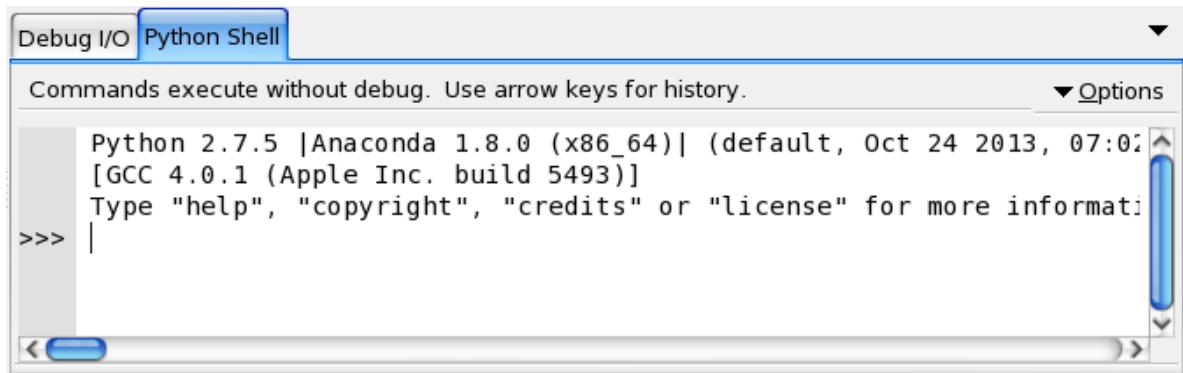 Debug I/O Python Shell
Commands execute without debug. Use arrow keys for history. Options
Python 2.7.5 |Anaconda 1.8.0 (x86_64)| (default, Oct 24 2013, 07:02
[GCC 4.0.1 (Apple Inc. build 5493)]
Type "help", "copyright", "credits" or "license" for more informati
>>>